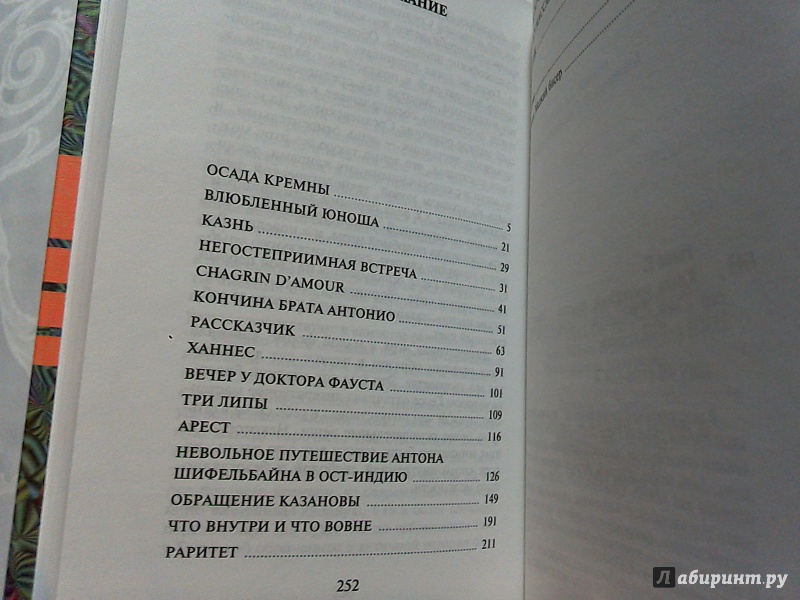 ОСАДА КРЕМНЫ 5
ВЛЮБЛЕННЫЙ ЮНОША 21
КАЗНЬ 29
НЕГОСТЕПРИИМНАЯ ВСТРЕЧА 31
CHAGRIN D'AMOUR 41
КОНЧИНА БРАТА АНТОНИО 51
РАССКАЗЧИК 63
ХАННЕС 91
ВЕЧЕР У ДОКТОРА ФАУСТА 101
ТРИ ЛИПЫ 109
АРЕСТ 116
НЕВОЛЬНОЕ ПУТЕШЕСТВИЕ АНТОНА
ШИФЕЛЬБАЙНА В ОСТ-ИНДИЮ 126
ОБРАЩЕНИЕ КАЗАНОВЫ 149
ЧТО ВНУТРИ И ЧТО ВОВНЕ 191
РАРИТЕТ 211
252
Лабиринт.ру